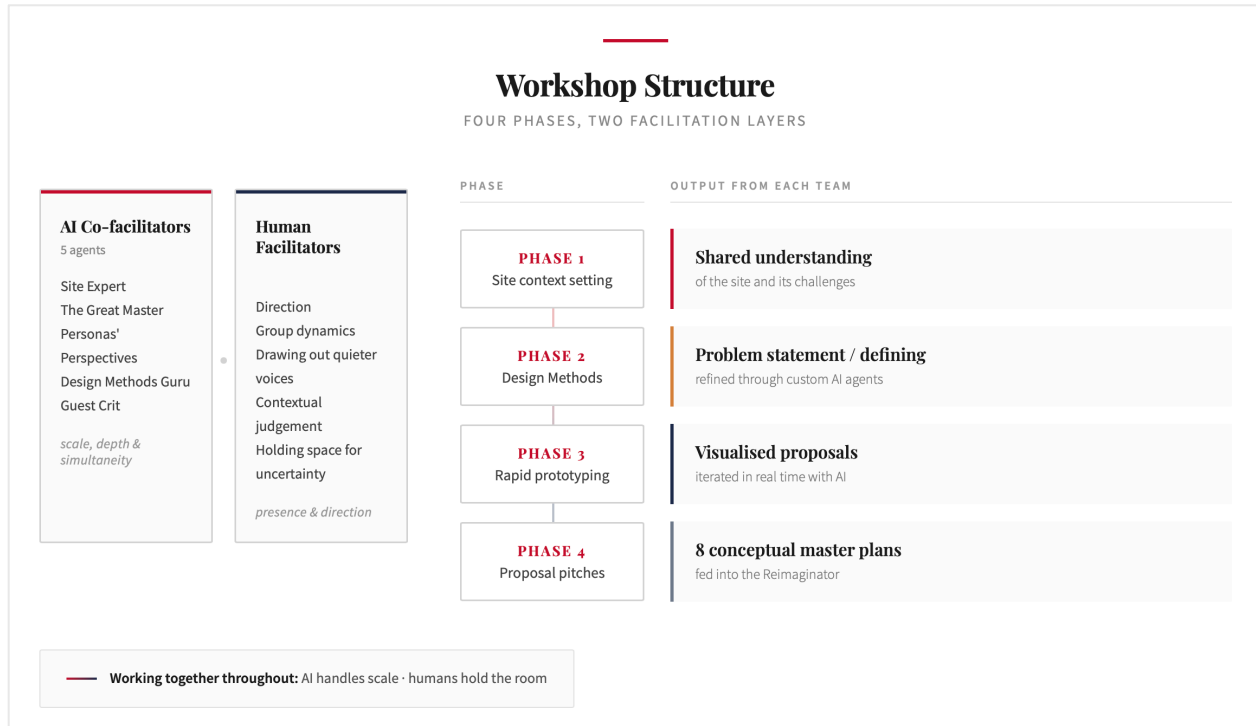 Workshop Structure
FOUR PHASES, TWO FACILITATION LAYERS
AI Co-facilitators
5 agents
Site Expert
The Great Master
Personas'
Perspectives
Design Methods Guru
Guest Crit
scale, depth &
simultaneity
Human
Facilitators
Direction
Group dynamics
Drawing out quieter
voices
Contextual
judgement
Holding space for
uncertainty
presence & direction
PHASE
OUTPUT FROM EACH TEAM
PHASE 1
Site context setting
Shared understanding
of the site and its challenges
PHASE 2
Design Methods
Problem statement / defining
refined through custom AI agents
PHASE 3
Rapid prototyping
Visualised proposals
iterated in real time with AI
PHASE 4
Proposal pitches
8 conceptual master plans
fed into the Reimaginator
Working together throughout: AI handles scale · humans hold the room